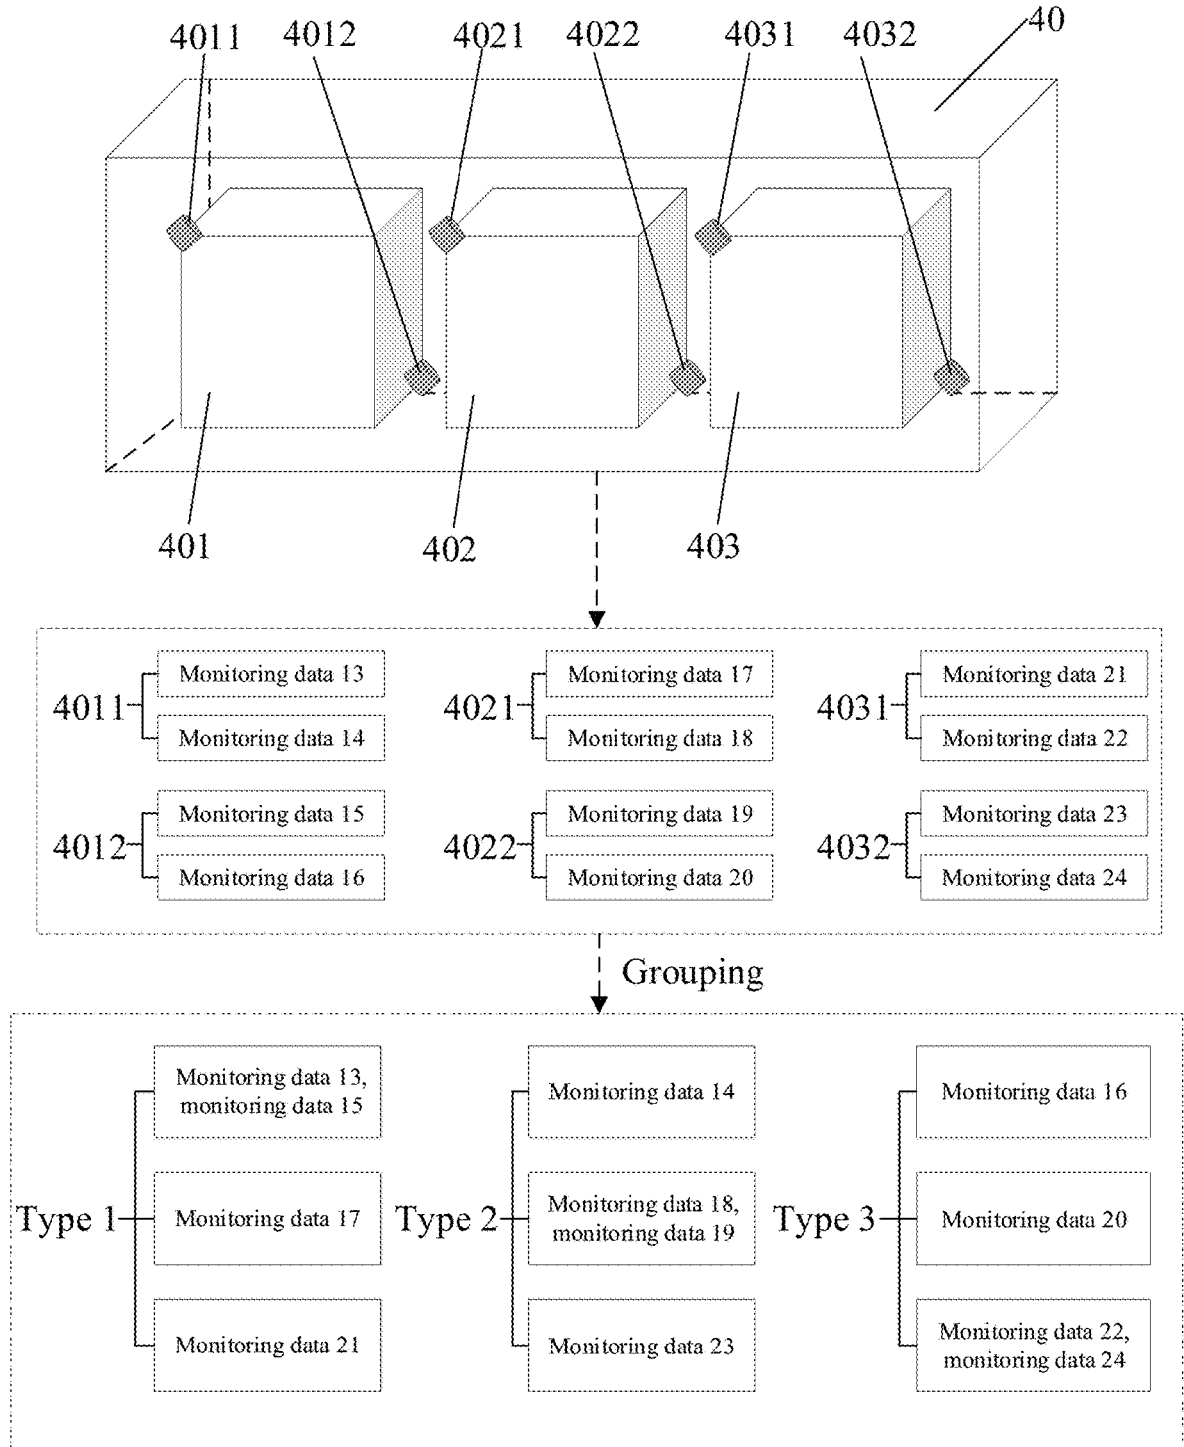 4011
4012
4021
4022
4031
4032
40
401
402
403
4011
Monitoring data 13
Monitoring data 14
4021
Monitoring data 17
Monitoring data 18
4031
Monitoring data 21
Monitoring data 22
4012
Monitoring data 15
Monitoring data 16
4022
Monitoring data 19
Monitoring data 20
4032
Monitoring data 23
Monitoring data 24
Grouping
Type 1
Monitoring data 13,
monitoring data 15
Monitoring data 17
Monitoring data 21
Type 2
Monitoring data 14
Monitoring data 18,
monitoring data 19
Monitoring data 23
Type 3
Monitoring data 16
Monitoring data 20
Monitoring data 22,
monitoring data 24